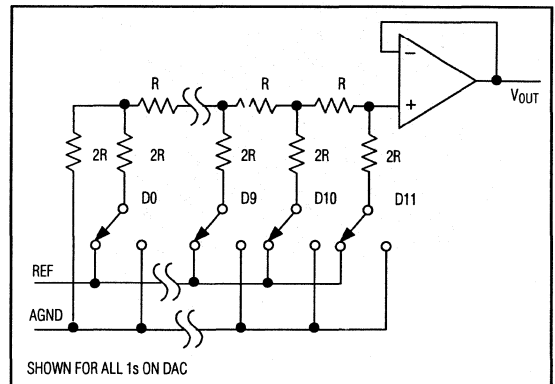 R R R
VOUT
− +
2R 2R 2R 2R 2R
D0 D9 D10 D11
REF
AGND
SHOWN FOR ALL 1s ON DAC